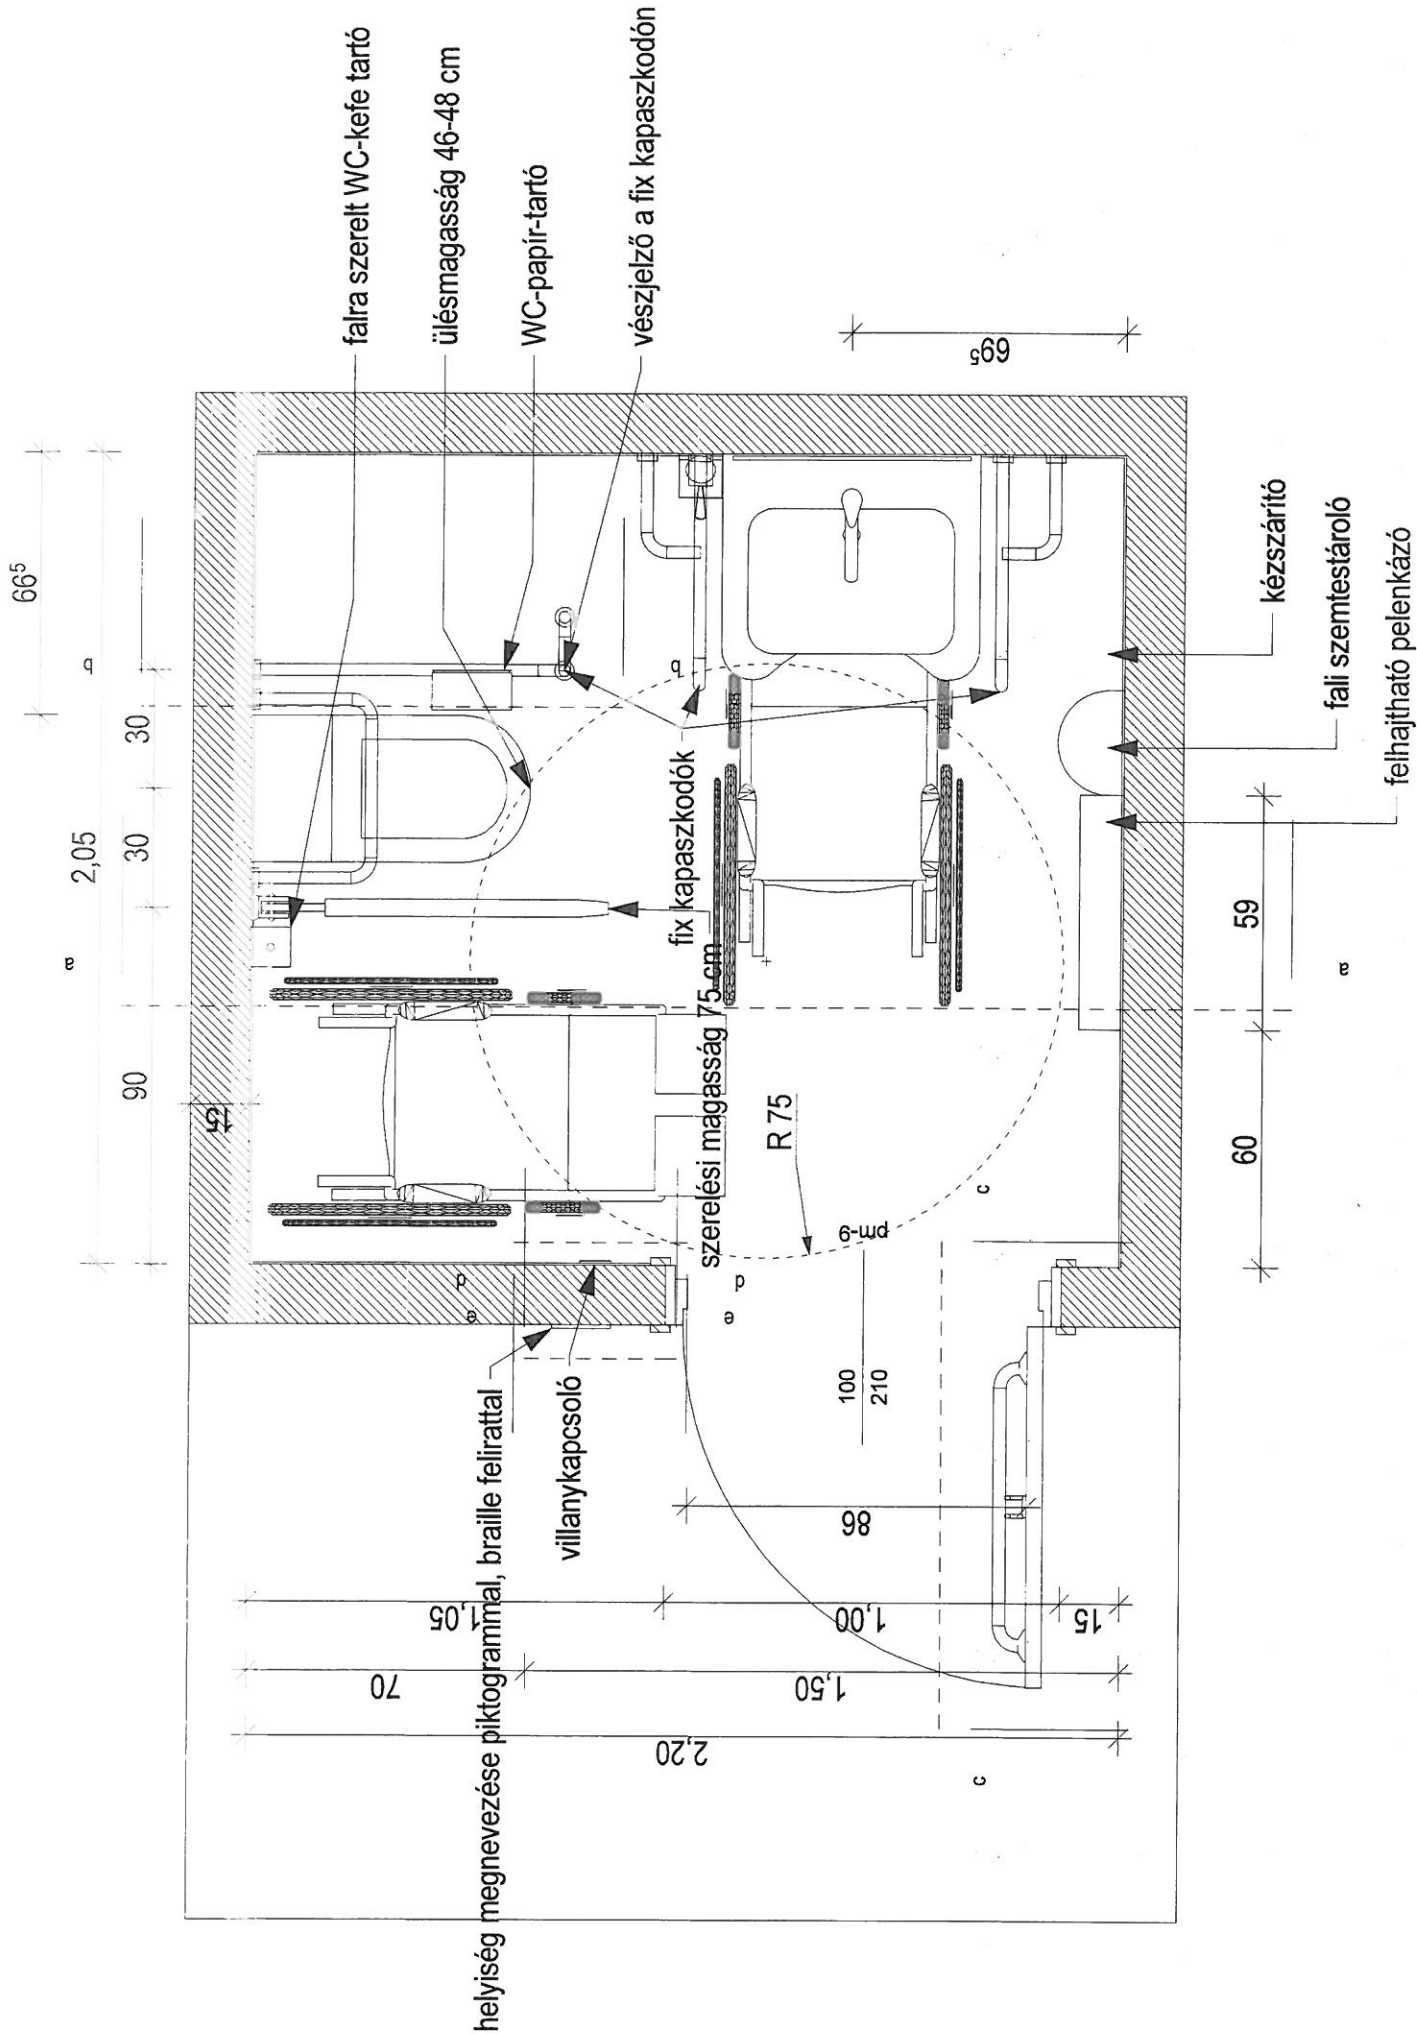 falra szerelt WC-kefe tartó
ülésmagasság 46-48 cm
WC-papír-tartó
vészjelző a fix kapaszkodón
fix kapaszkodók
szerelési magasság 75 cm
R 75
helyiség megnevezése piktogrammal, braille felirattal
villanykapcsoló
kézszárító
fali szemtestároló
felhajtható pelenkázó
66⁵
2,05
30
30
90
15
69⁵
59
60
pm-9
100
210
86
1,05
1,00
15
70
1,50
2,20
a
a
b
b
c
c
d
d
e
e